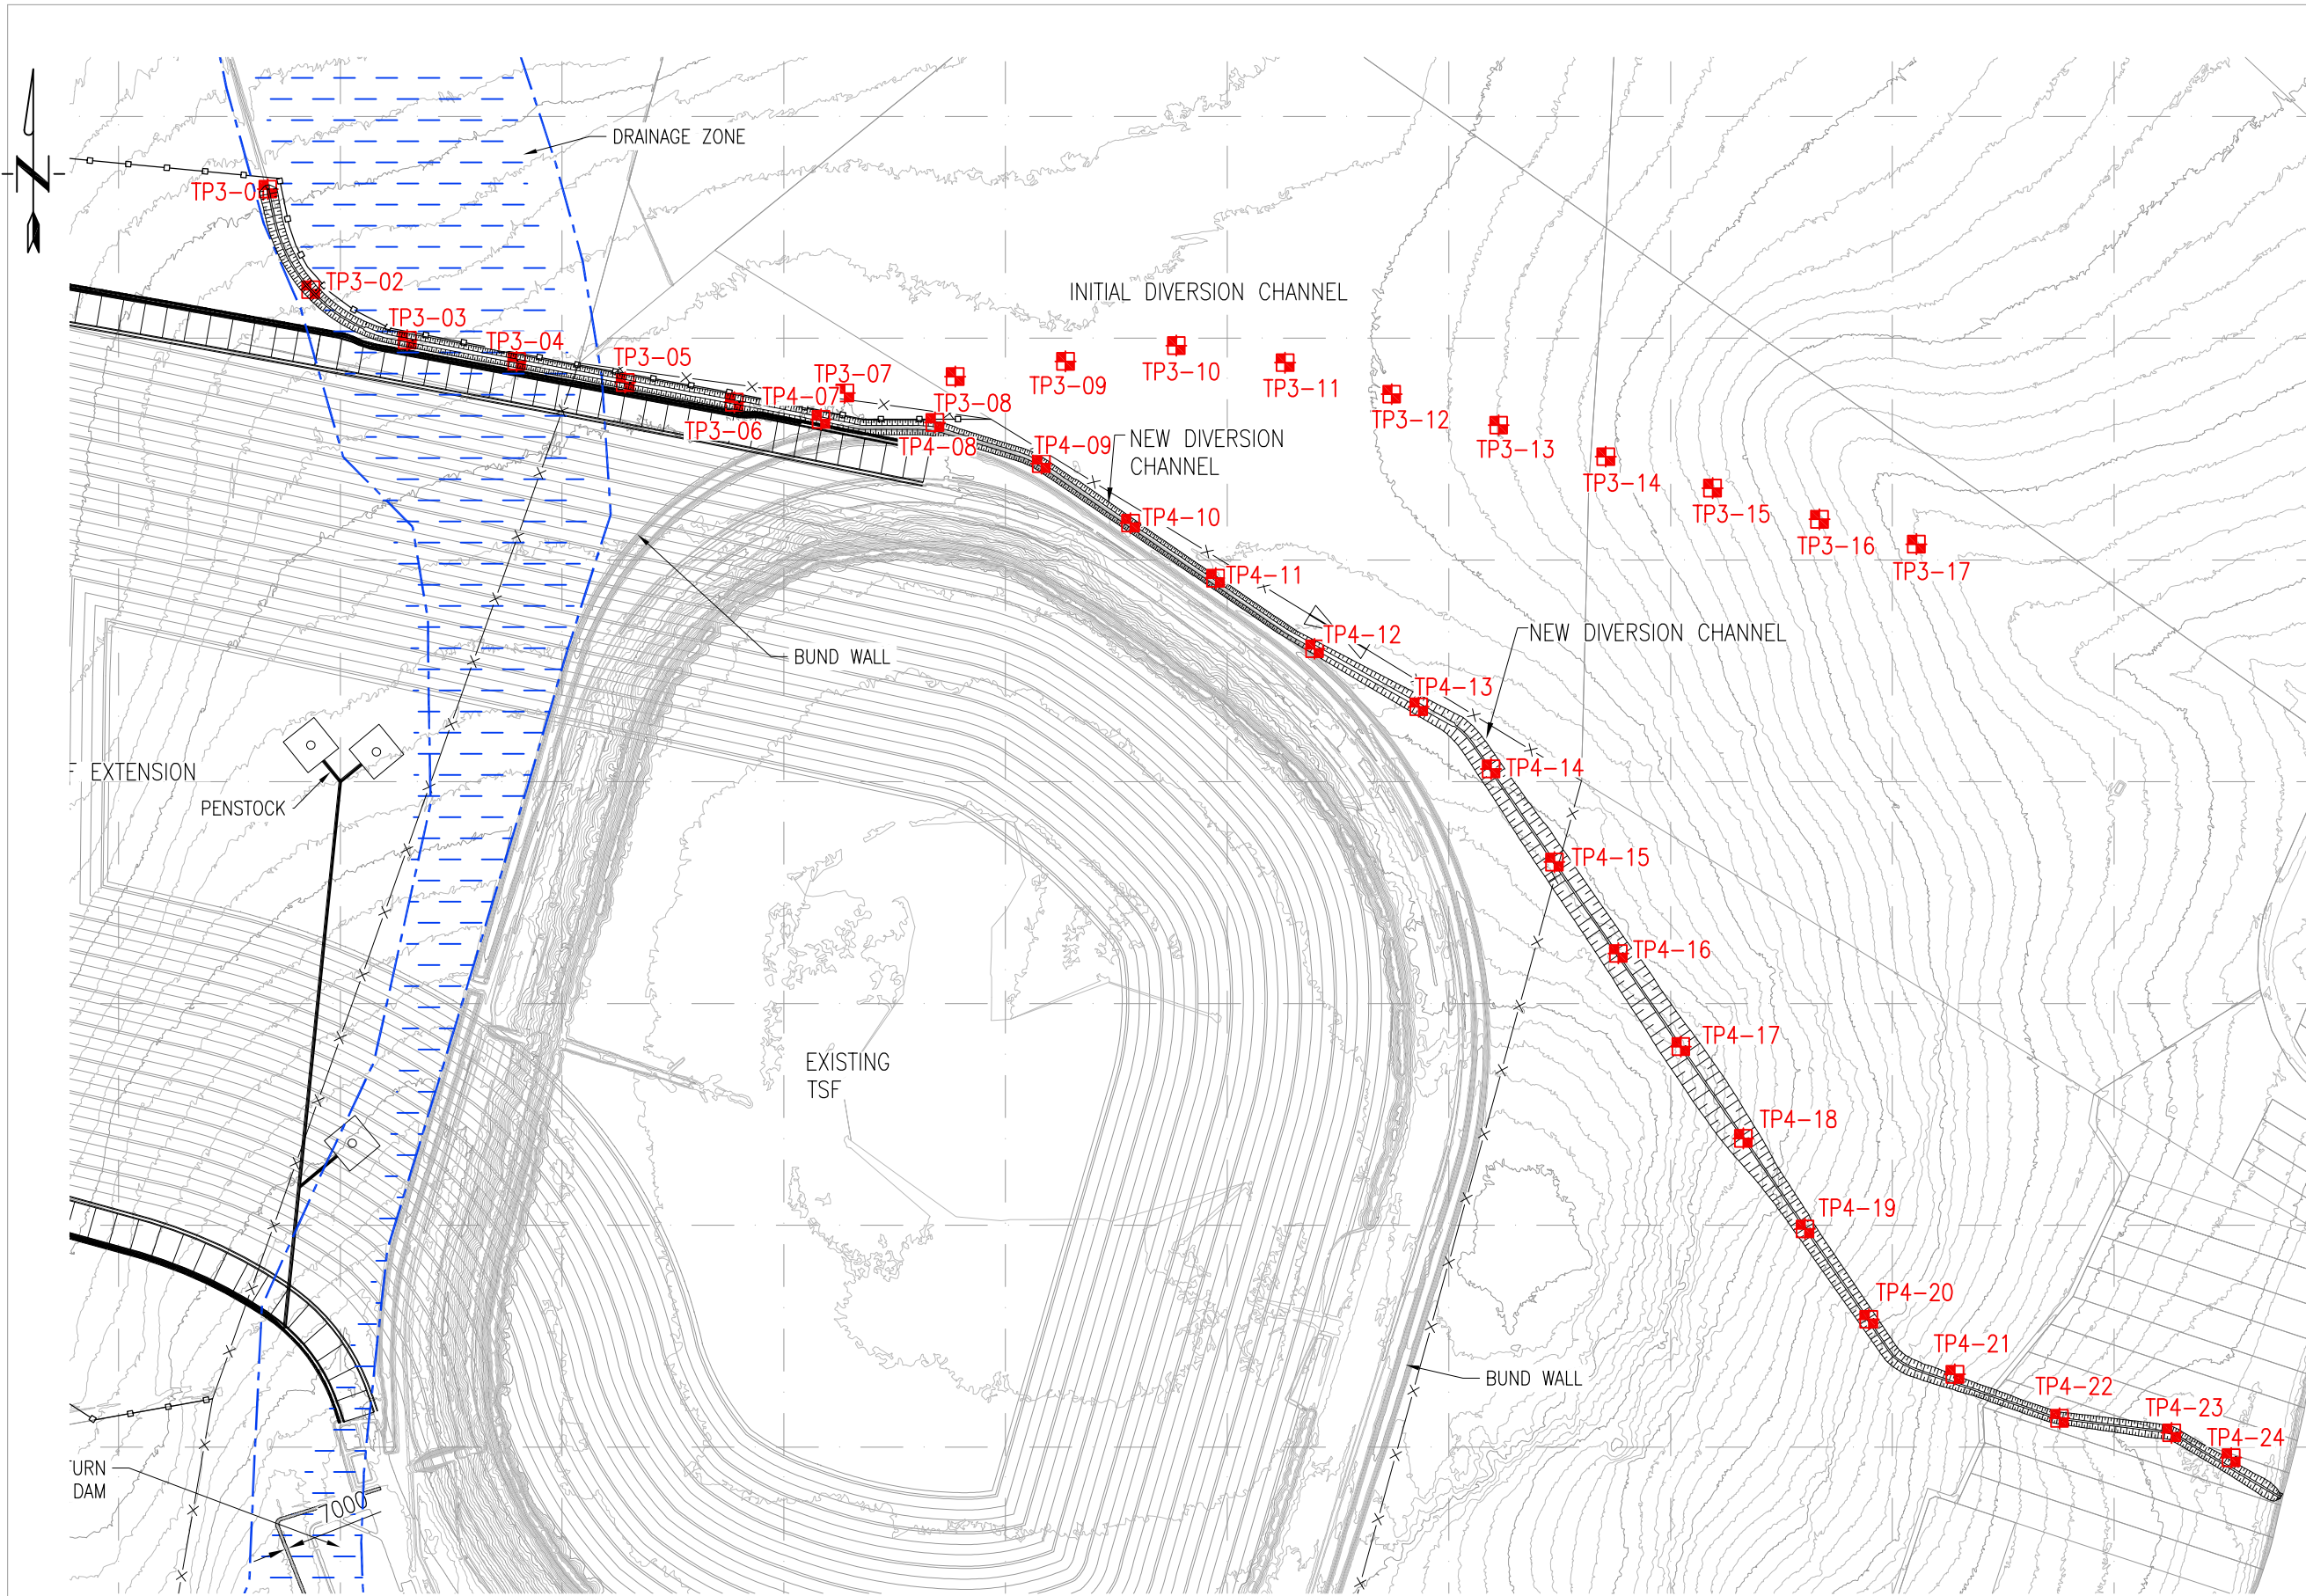 DRAINAGE ZONE
N
TP3-0
TP3-02
INITIAL DIVERSION CHANNEL
TP3-03
TP3-04
TP3-05
TP3-07
TP3-08
TP3-09
TP3-10
TP3-11
TP3-12
TP4-07
TP3-06
TP4-08
TP4-09
NEW DIVERSION
CHANNEL
TP3-13
TP3-14
TP3-15
TP3-16
TP3-17
TP4-10
TP4-11
TP4-12
NEW DIVERSION CHANNEL
BUND WALL
TP4-13
TP4-14
F EXTENSION
PENSTOCK
TP4-15
TP4-16
TP4-17
EXISTING
TSF
TP4-18
TP4-19
TP4-20
TP4-21
BUND WALL
TP4-22
TP4-23
TP4-24
URN
DAM
7000